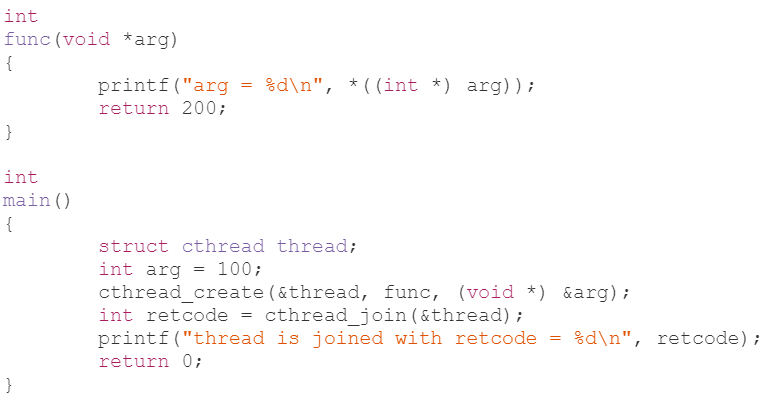 int
func(void *arg)
{
        printf("arg = %d\n", *((int *) arg));
        return 200;
}

int
main()
{
        struct cthread thread;
        int arg = 100;
        cthread_create(&thread, func, (void *) &arg);
        int retcode = cthread_join(&thread);
        printf("thread is joined with retcode = %d\n", retcode);
        return 0;
}